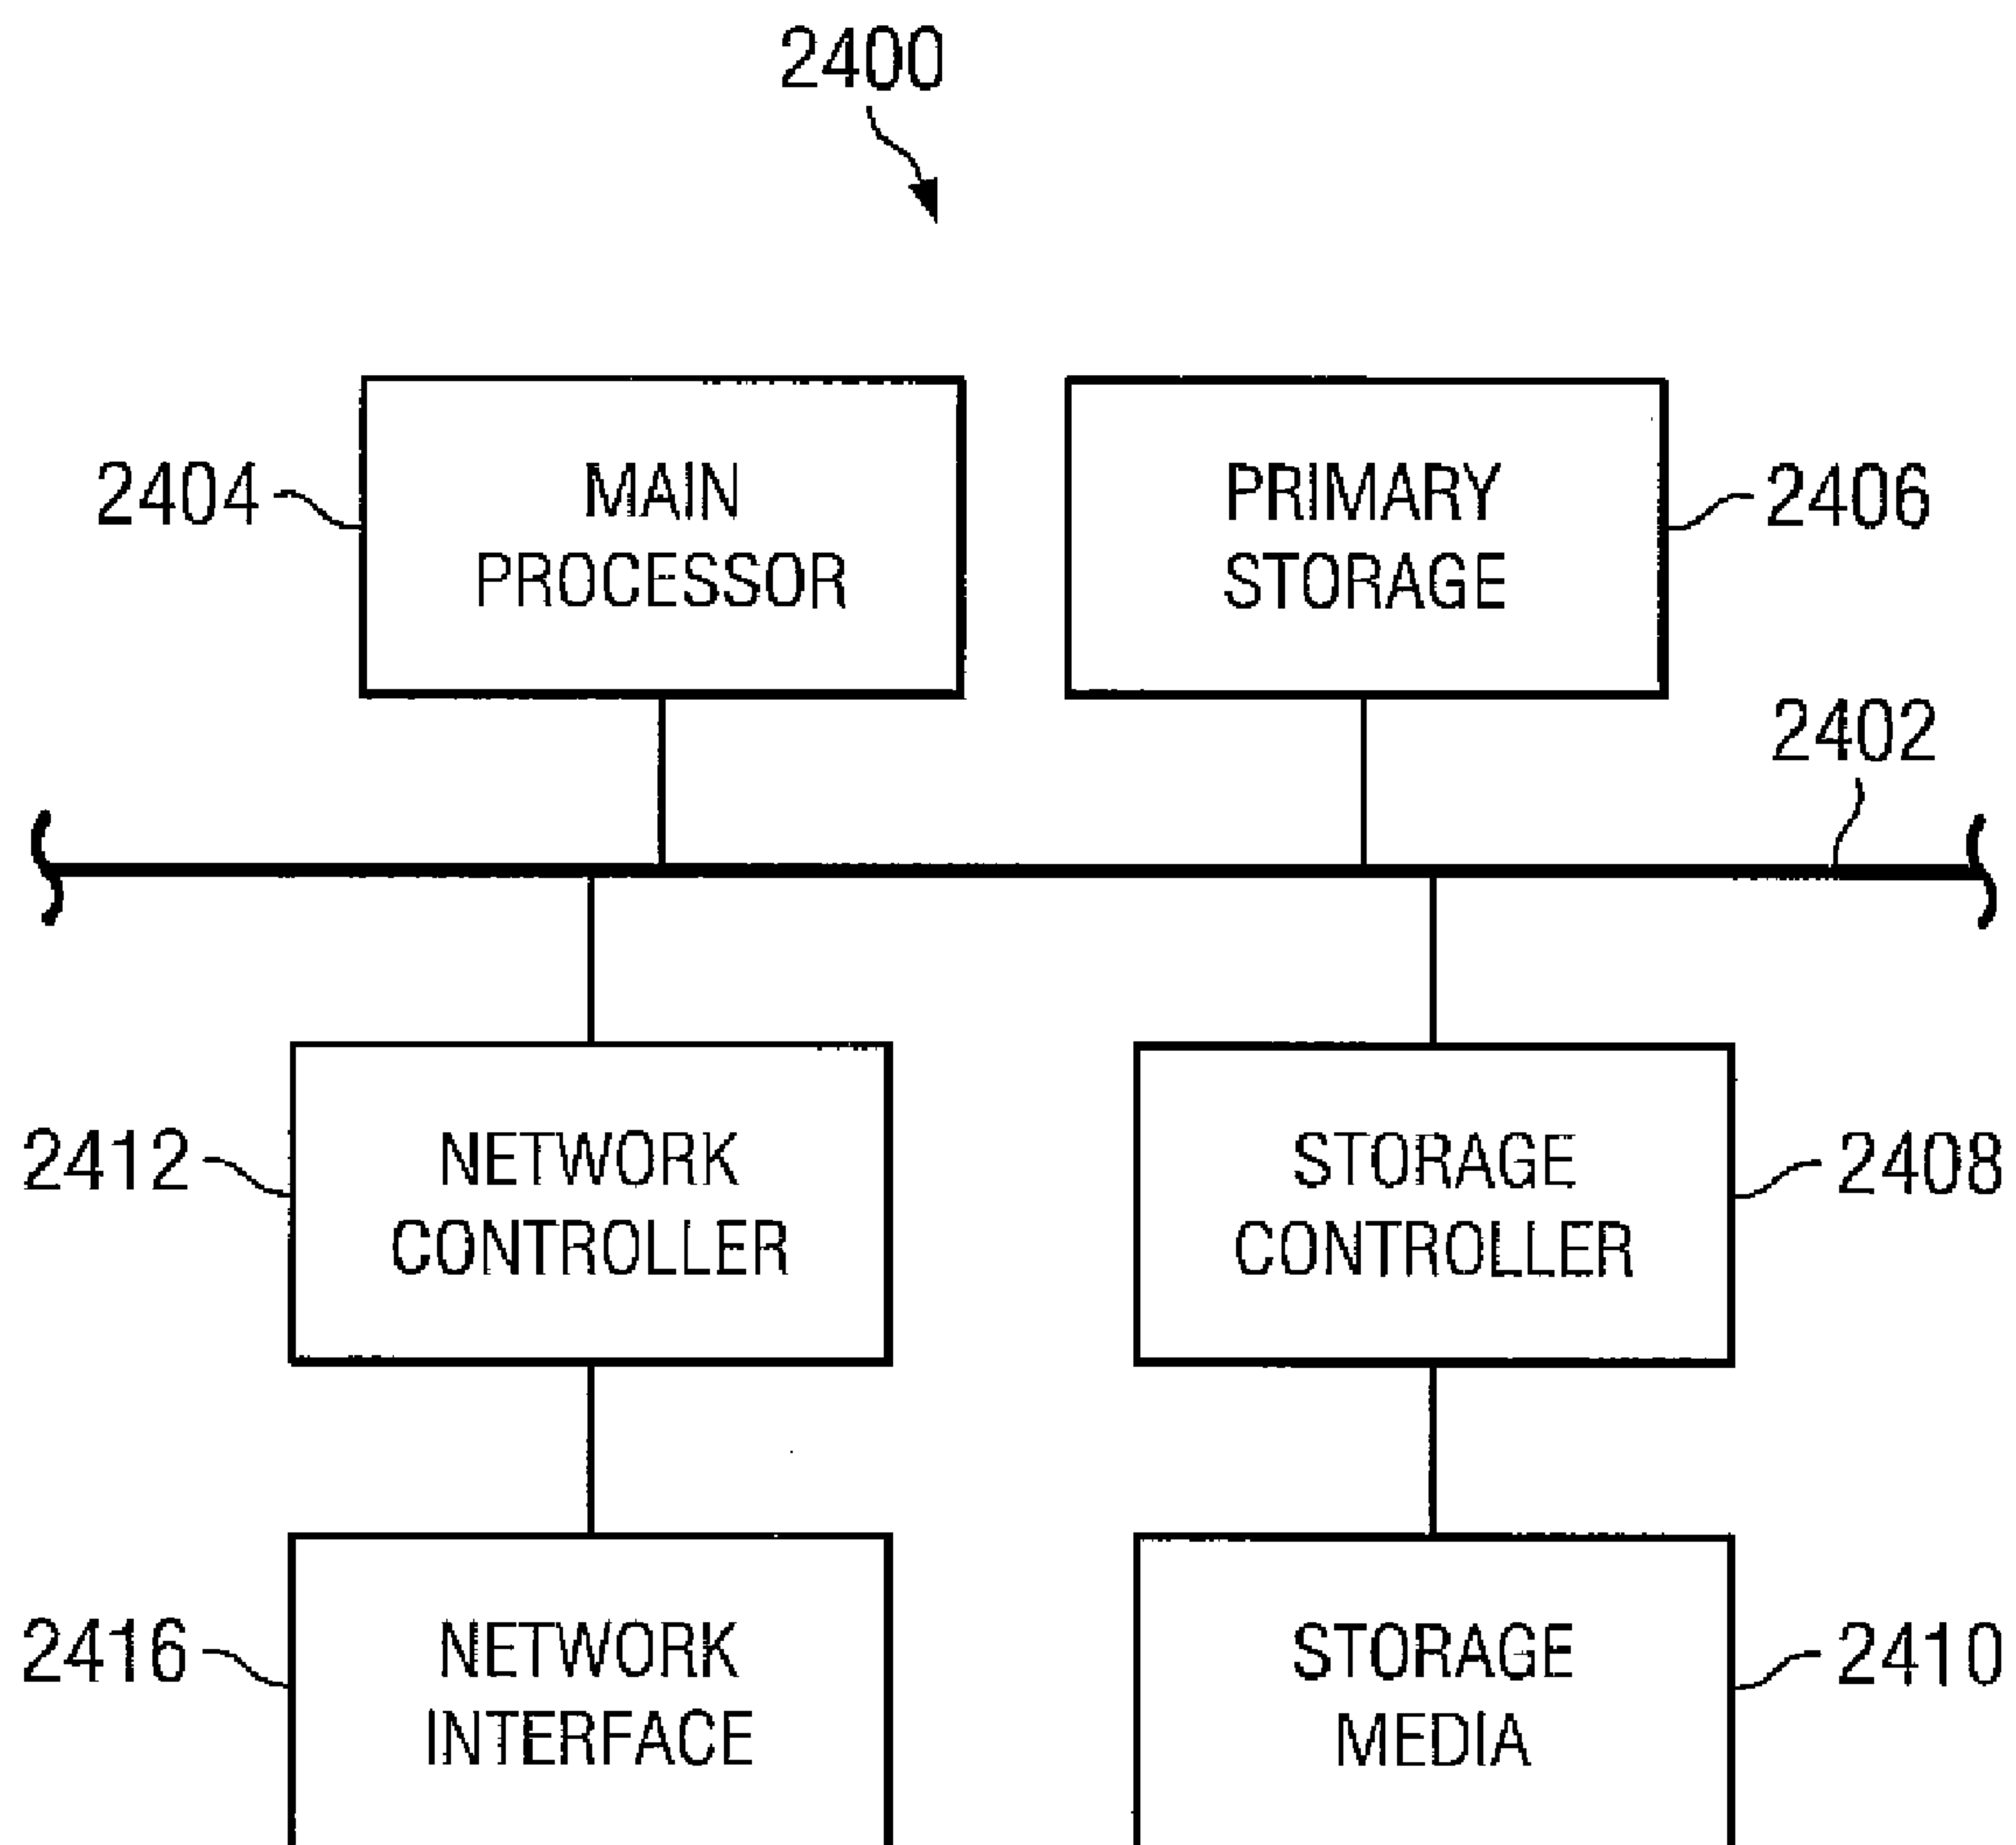 2400
2404
MAIN
PROCESSOR
PRIMARY
STORAGE
2406
2402
2412
NETWORK
CONTROLLER
STORAGE
CONTROLLER
2408
2416
NETWORK
INTERFACE
STORAGE
MEDIA
2410